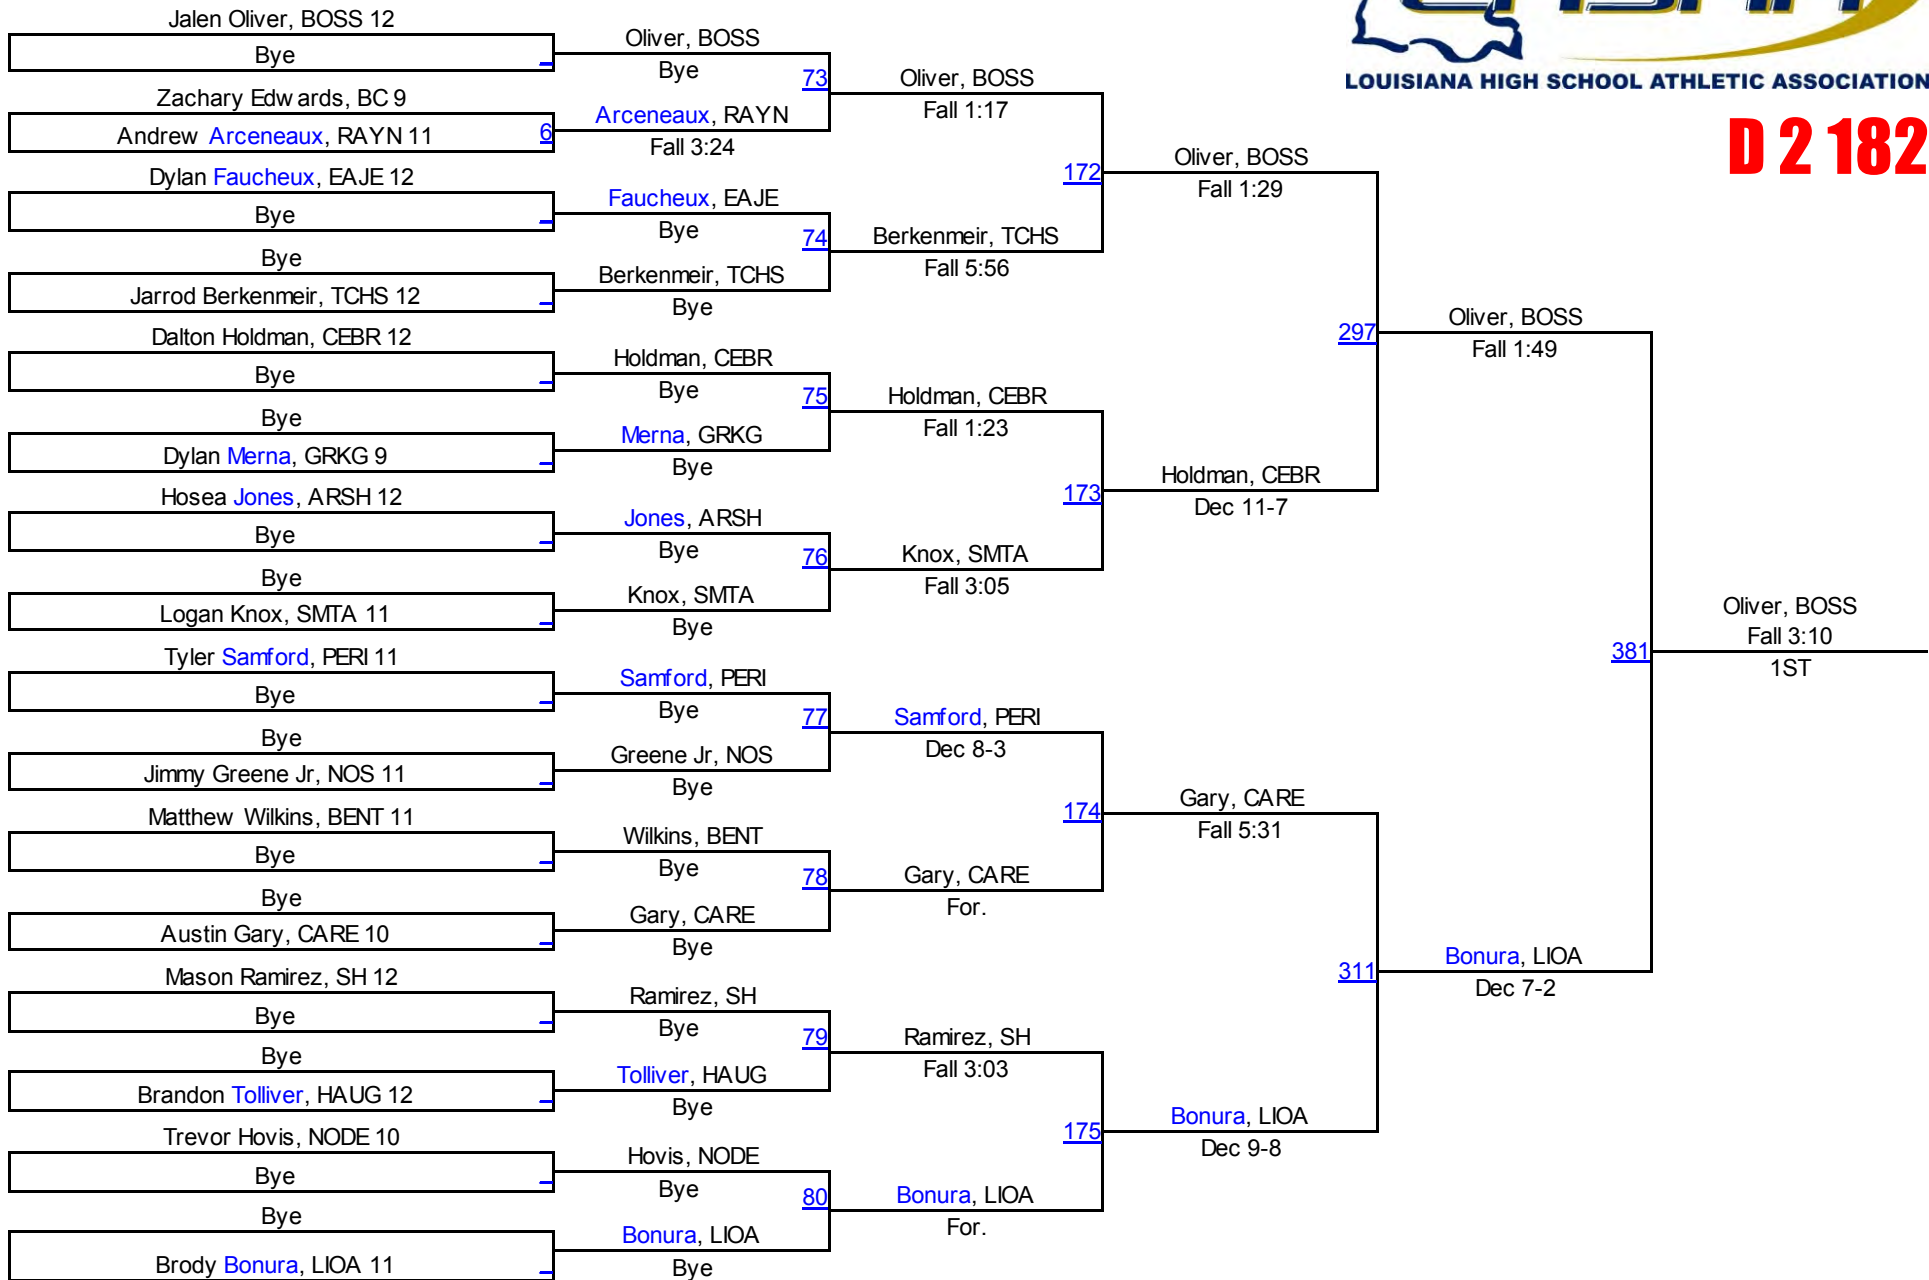 LHSAA
LOUISIANA HIGH SCHOOL ATHLETIC ASSOCIATION
D 2 182
Jalen Oliver, BOSS 12
Bye
Zachary Edwards, BC 9
Andrew Arceneaux, RAYN 11
6
Dylan Faucheux, EAJE 12
Bye
Bye
Jarrod Berkenmeir, TCHS 12
Dalton Holdman, CEBR 12
Bye
Bye
Dylan Merna, GRKG 9
Hosea Jones, ARSH 12
Bye
Bye
Logan Knox, SMTA 11
Tyler Samford, PERI 11
Bye
Bye
Jimmy Greene Jr, NOS 11
Matthew Wilkins, BENT 11
Bye
Bye
Austin Gary, CARE 10
Mason Ramirez, SH 12
Bye
Bye
Brandon Tolliver, HAUG 12
Trevor Hovis, NODE 10
Bye
Bye
Brody Bonura, LIOA 11
Oliver, BOSS
Bye
73
Arceneaux, RAYN
Fall 3:24
Faucheux, EAJE
Bye
74
Berkenmeir, TCHS
Bye
Holdman, CEBR
Bye
75
Merna, GRKG
Bye
Jones, ARSH
Bye
76
Knox, SMTA
Bye
Samford, PERI
Bye
77
Greene Jr, NOS
Bye
Wilkins, BENT
Bye
78
Gary, CARE
Bye
Ramirez, SH
Bye
79
Tolliver, HAUG
Bye
Hovis, NODE
Bye
80
Bonura, LIOA
Bye
Oliver, BOSS
Fall 1:17
172
Berkenmeir, TCHS
Fall 5:56
Holdman, CEBR
Fall 1:23
173
Knox, SMTA
Fall 3:05
Samford, PERI
Dec 8-3
174
Gary, CARE
For.
Ramirez, SH
Fall 3:03
175
Bonura, LIOA
For.
Oliver, BOSS
Fall 1:29
297
Holdman, CEBR
Dec 11-7
Gary, CARE
Fall 5:31
311
Bonura, LIOA
Dec 9-8
Oliver, BOSS
Fall 1:49
381
Bonura, LIOA
Dec 7-2
Oliver, BOSS
Fall 3:10
1ST